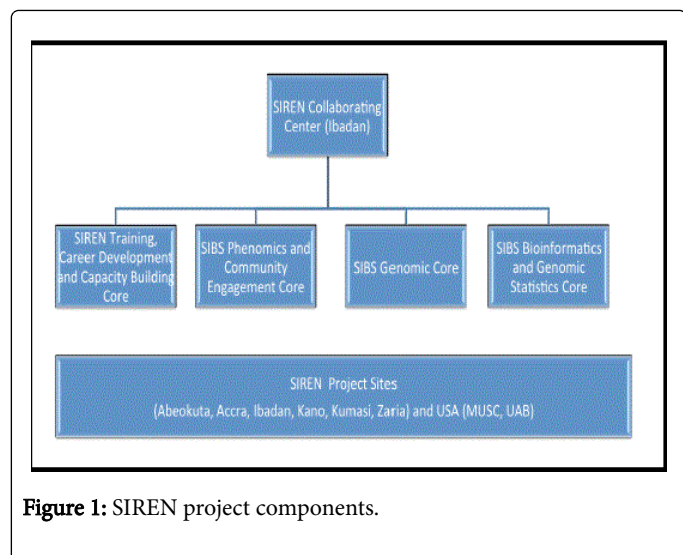 SIREN Collaborating
Center (Ibadan)
SIREN Training,
Career Development
and Capacity Building
Core
SIBS Phenomics and
Community
Engagement Core
SIBS Genomic Core
SIBS Bioinformatics
and Genomic
Statistics Core
SIREN Project Sites
(Abeokuta, Accra, Ibadan, Kano, Kumasi, Zaria) and USA (MUSC, UAB)
Figure 1: SIREN project components.